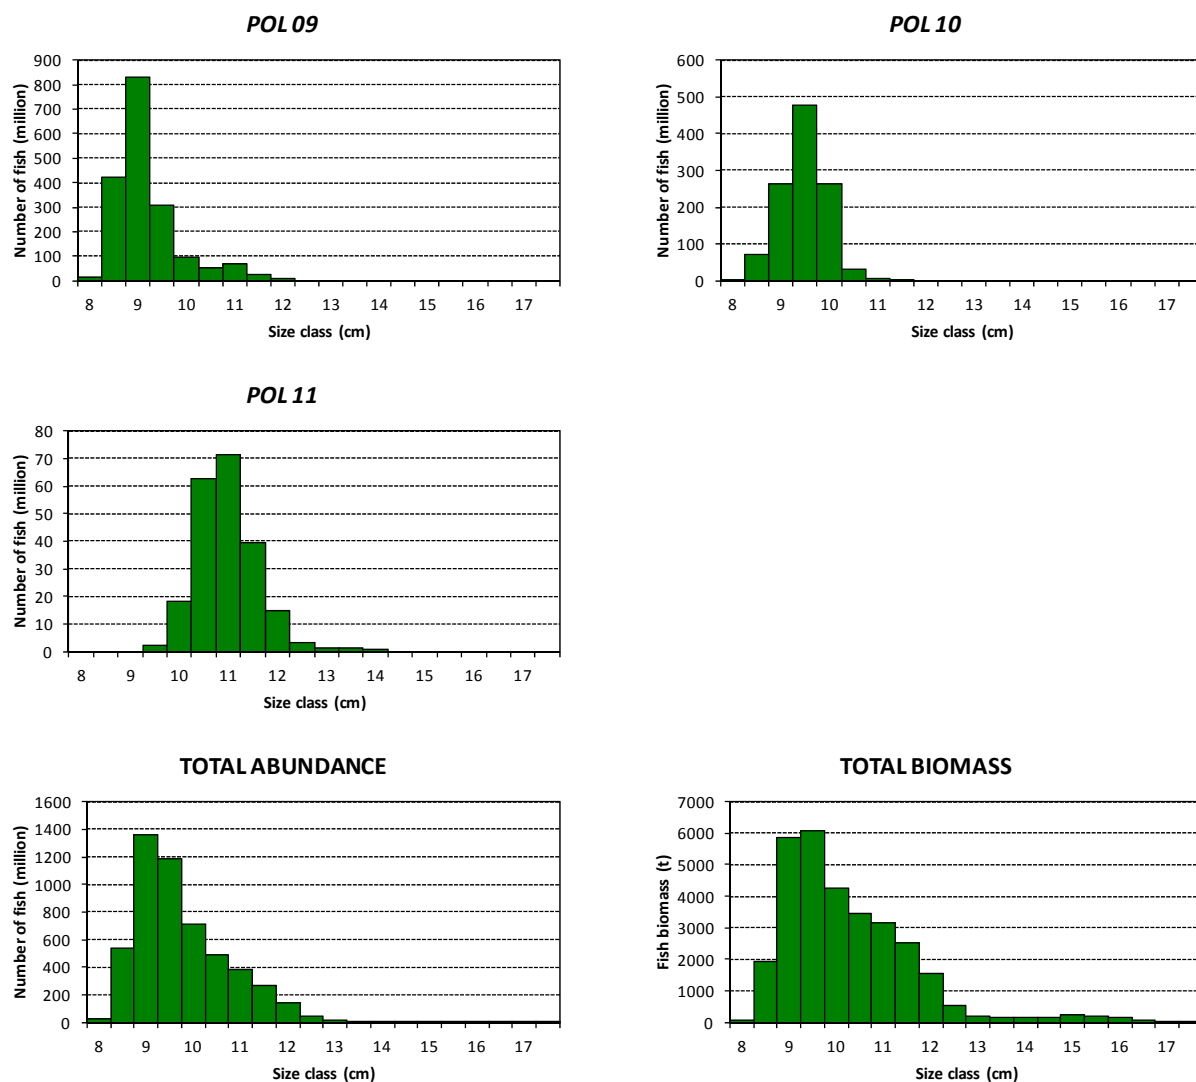 POL 09
Number of fish (million)
900
800
700
600
500
400
300
200
100
0
8 9 10 11 12 13 14 15 16 17
Size class (cm)
POL 10
Number of fish (million)
600
500
400
300
200
100
0
8 9 10 11 12 13 14 15 16 17
Size class (cm)
POL 11
Number of fish (million)
80
70
60
50
40
30
20
10
0
8 9 10 11 12 13 14 15 16 17
Size class (cm)
TOTAL ABUNDANCE
Number of fish (million)
1600
1400
1200
1000
800
600
400
200
0
8 9 10 11 12 13 14 15 16 17
Size class (cm)
TOTAL BIOMASS
Fish biomass (t)
7000
6000
5000
4000
3000
2000
1000
0
8 9 10 11 12 13 14 15 16 17
Size class (cm)